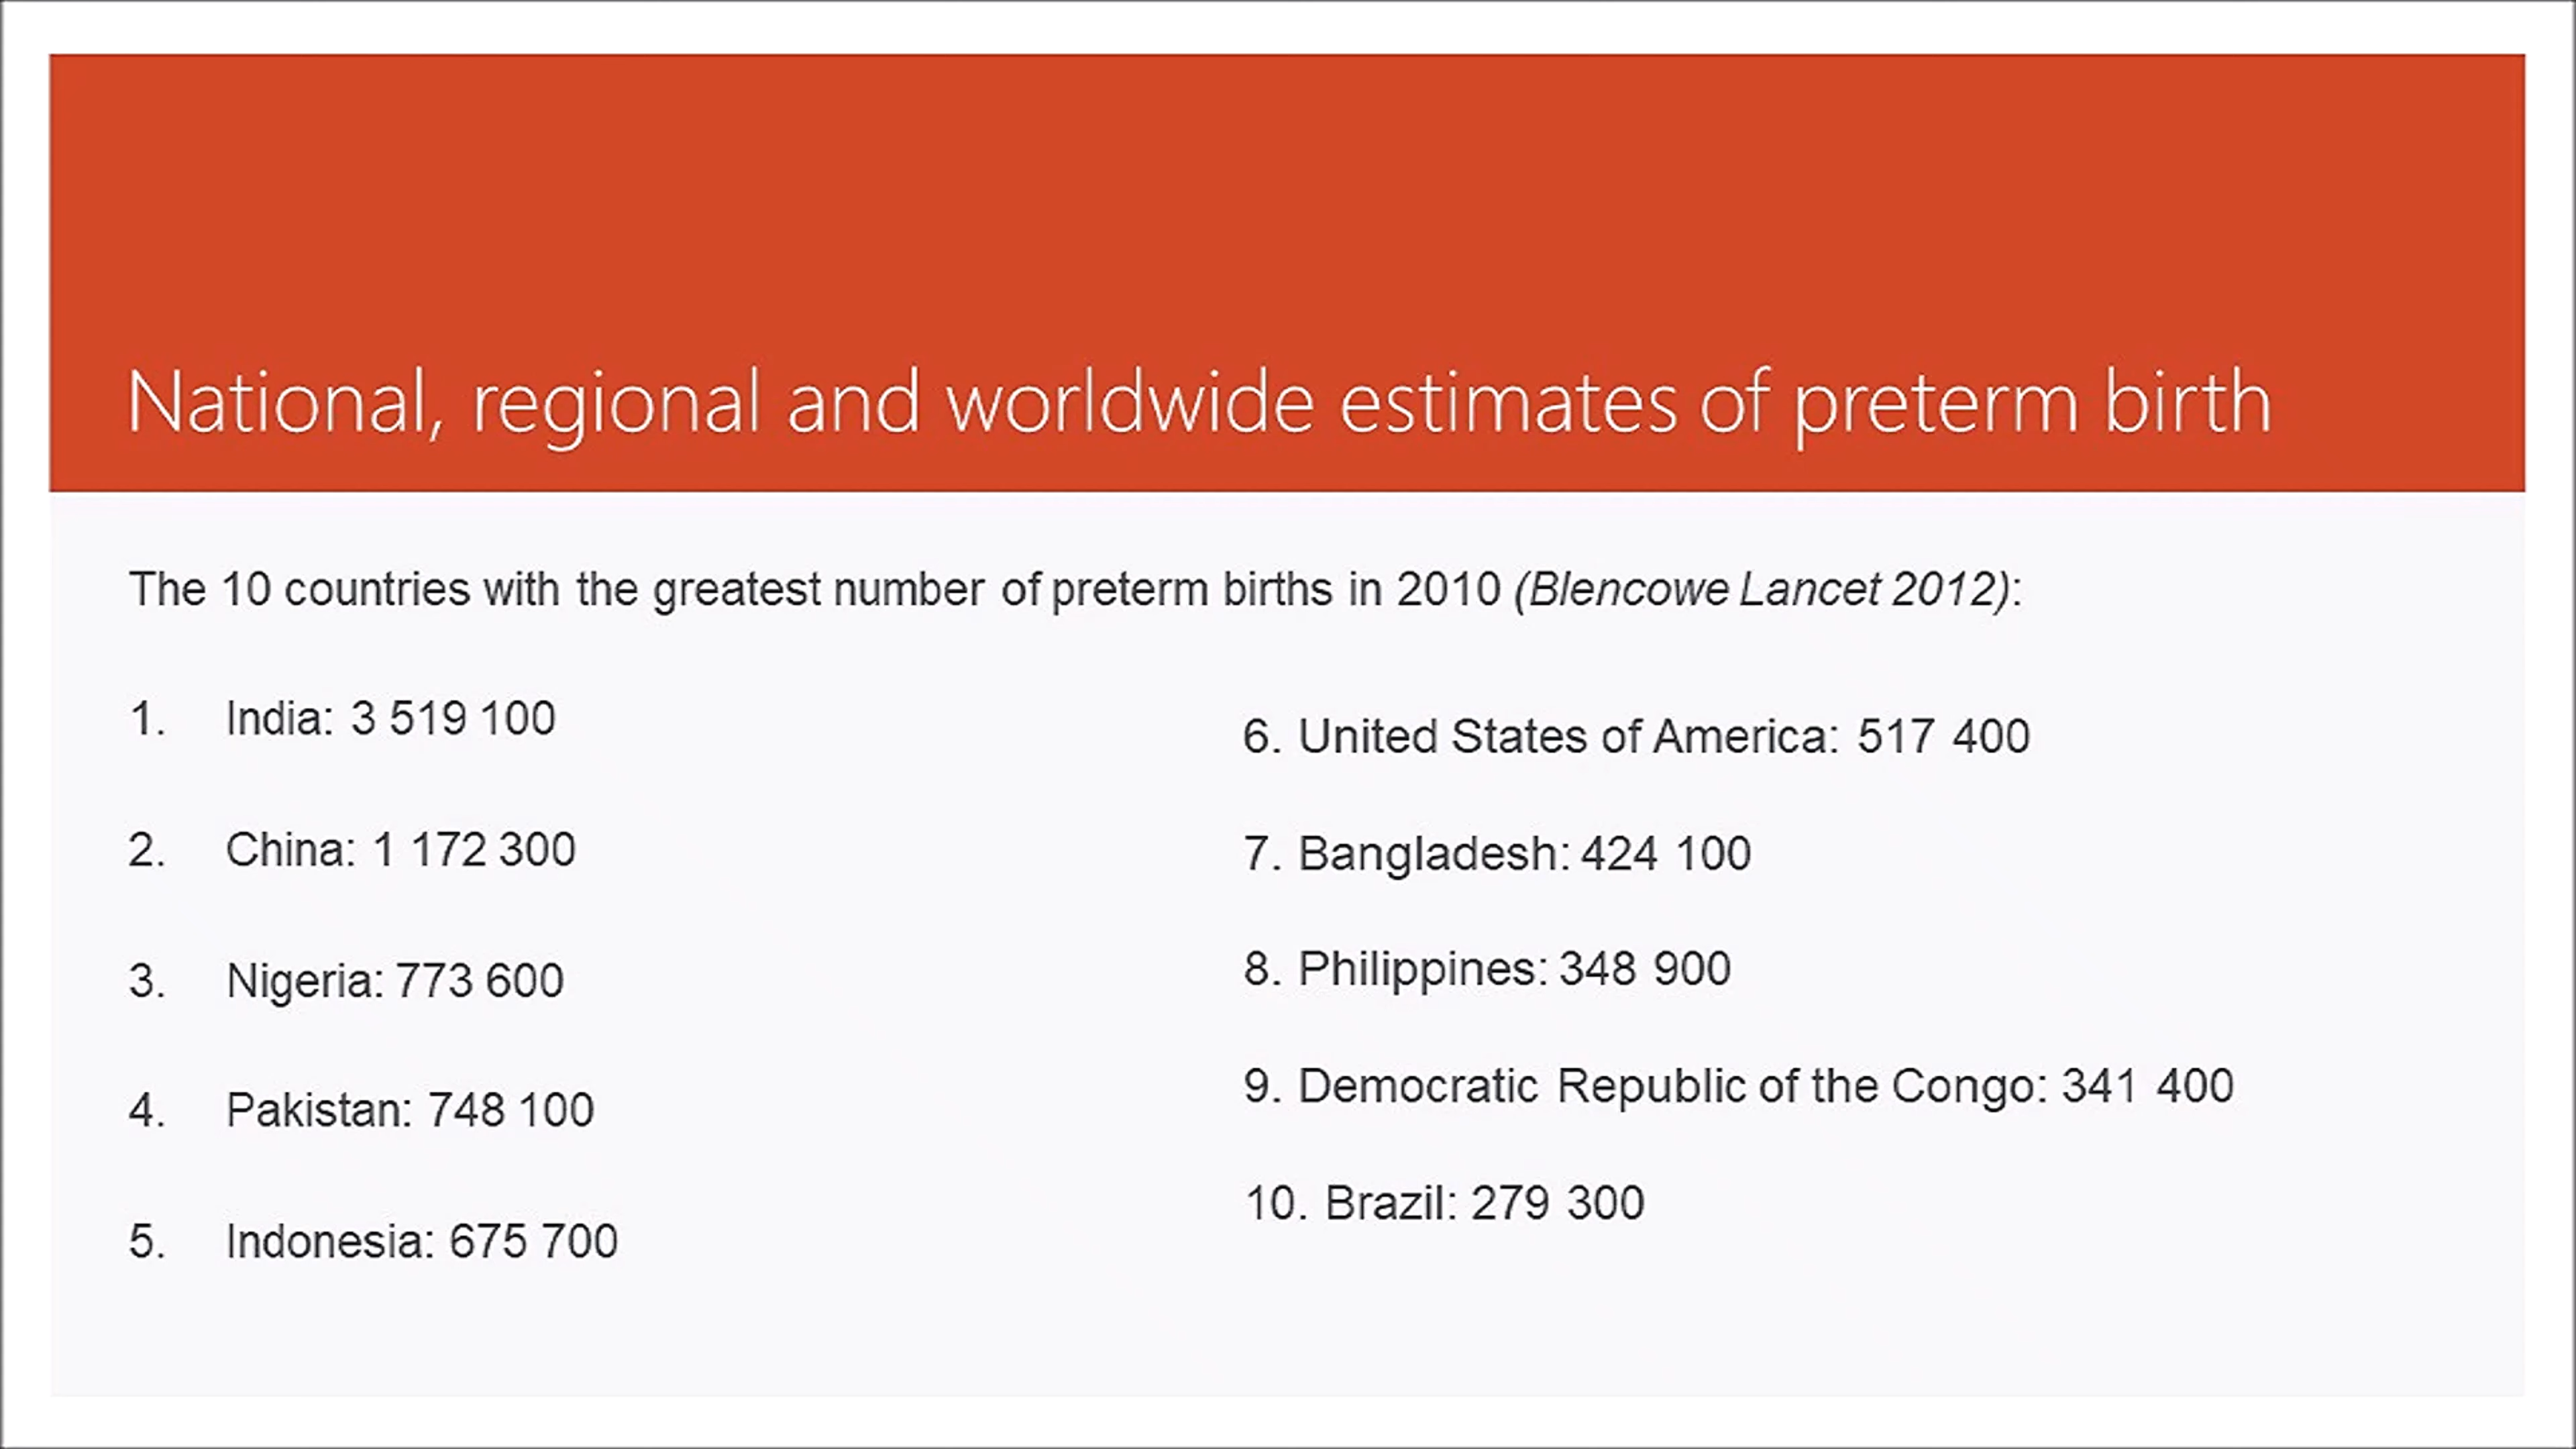 National, regional and worldwide estimates of preterm birth
The 10 countries with the greatest number of preterm births in 2010 (Blencowe Lancet 2012):
1. India: 3 519 100
2. China: 1 172 300
3. Nigeria: 773 600
4. Pakistan: 748 100
5. Indonesia: 675 700
6. United States of America: 517 400
7. Bangladesh: 424 100
8. Philippines: 348 900
9. Democratic Republic of the Congo: 341 400
10. Brazil: 279 300